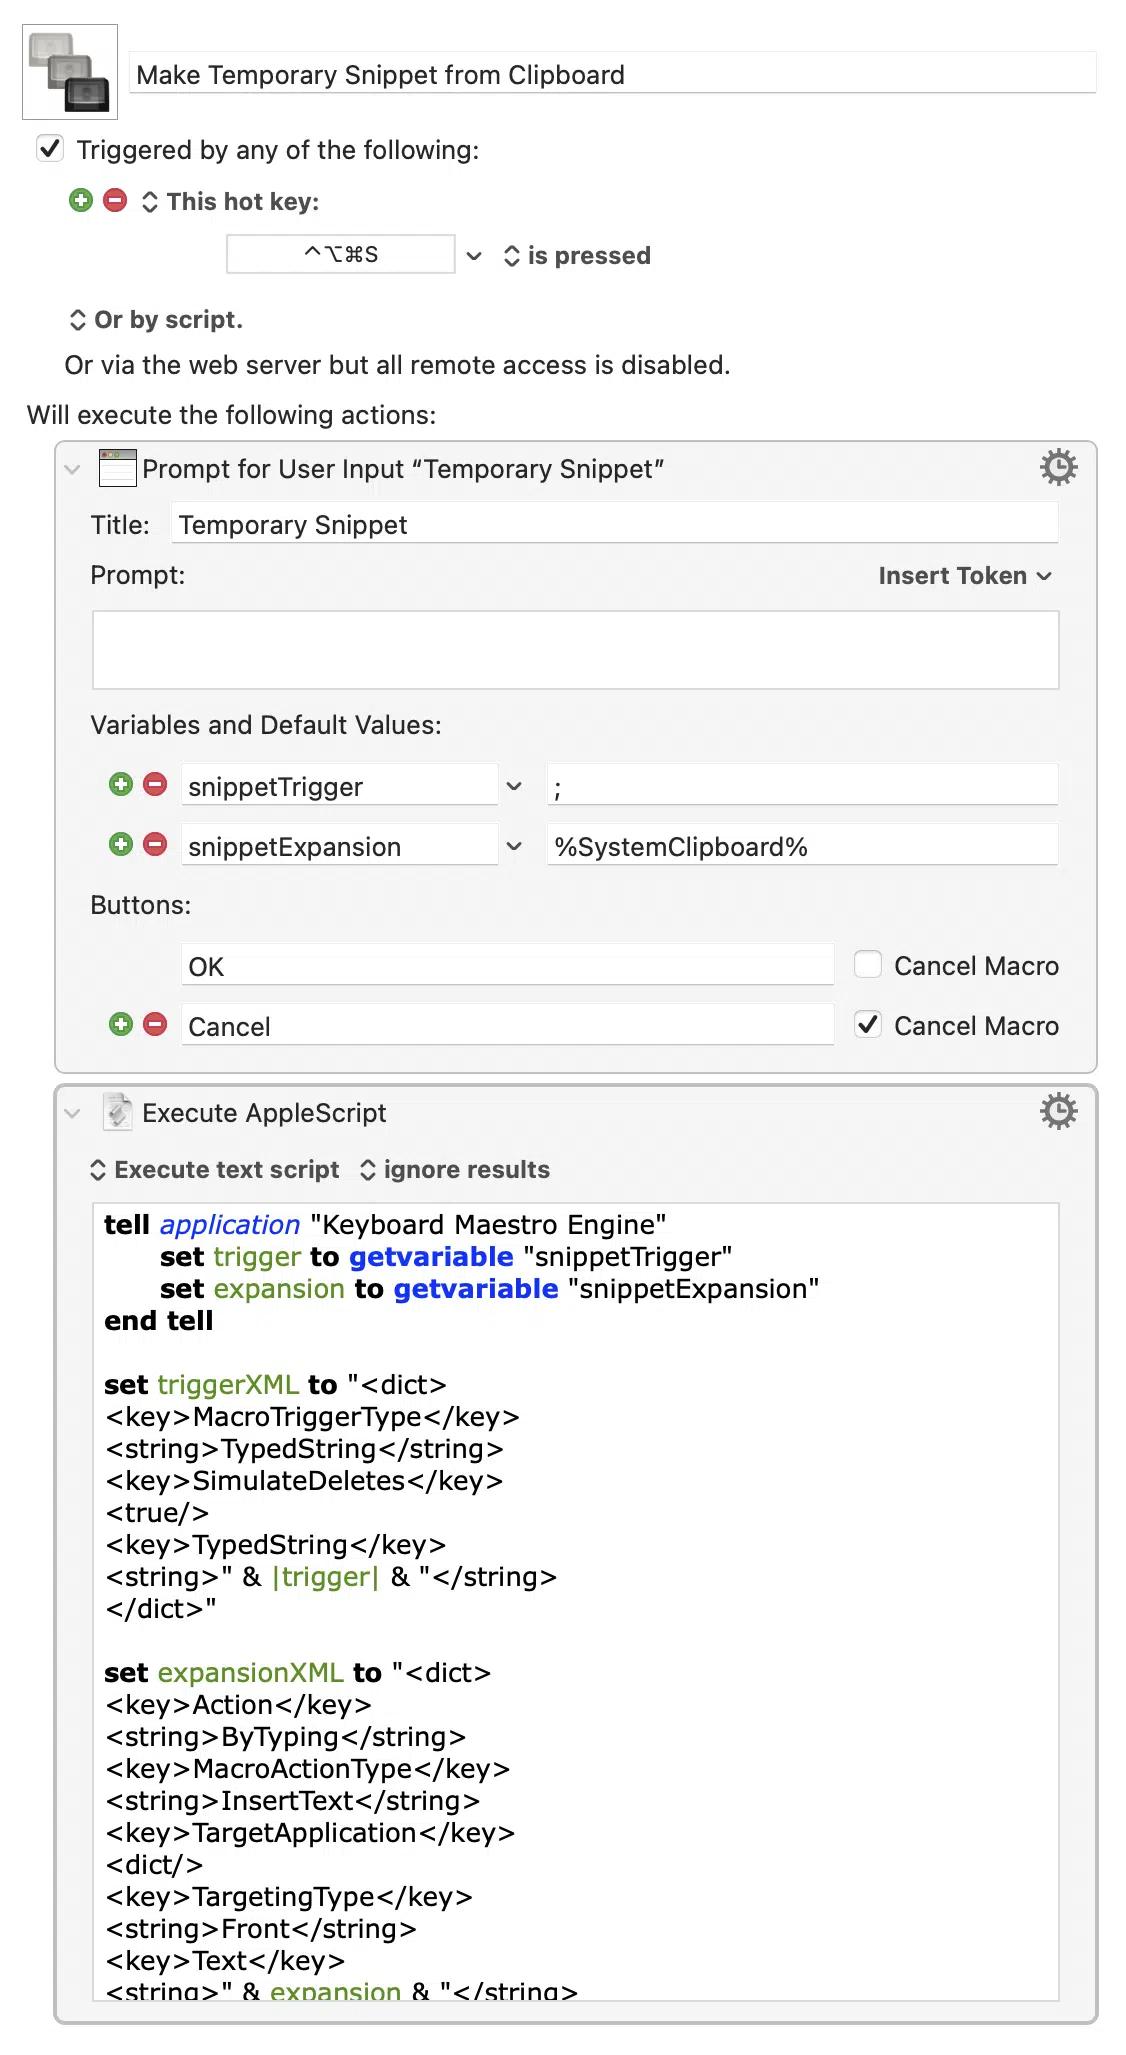 Make Temporary Snippet from Clipboard
Triggered by any of the following:
This hot key:
^⌥⌘S is pressed
Or by script.
Or via the web server but all remote access is disabled.
Will execute the following actions:
Prompt for User Input “Temporary Snippet”
Title: Temporary Snippet
Prompt: Insert Token
Variables and Default Values:
snippetTrigger ;
snippetExpansion %SystemClipboard%
Buttons:
OK Cancel Macro
Cancel Cancel Macro
Execute AppleScript
Execute text script ignore results
tell application "Keyboard Maestro Engine"
set trigger to getvariable "snippetTrigger"
set expansion to getvariable "snippetExpansion"
end tell
set triggerXML to "<dict>
<key>MacroTriggerType</key>
<string>TypedString</string>
<key>SimulateDeletes</key>
<true/>
<key>TypedString</key>
<string>" & |trigger| & "</string>
</dict>"
set expansionXML to "<dict>
<key>Action</key>
<string>ByTyping</string>
<key>MacroActionType</key>
<string>InsertText</string>
<key>TargetApplication</key>
<dict/>
<key>TargetingType</key>
<string>Front</string>
<key>Text</key>
<string>" & expansion & "</string>